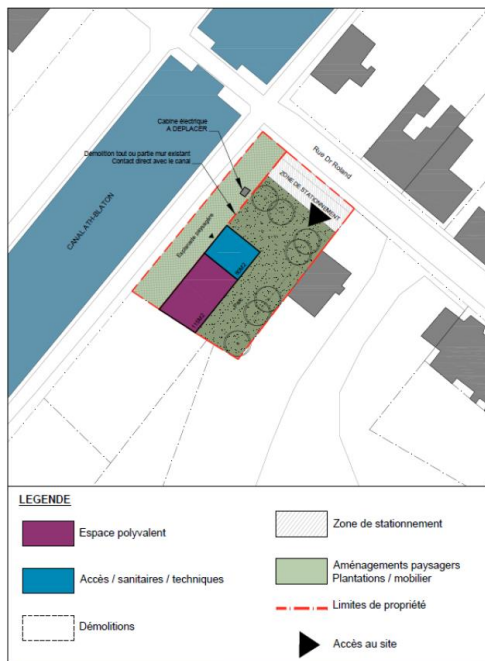 Cabine électrique
A DEPLACER
Démolition tout ou partie mur existant
Contact direct avec le canal
Rue Dr Roland
ZONE DE STATIONNEMENT
CANAL ATH-BLATON
Esplanade paysagère
LEGENDE
Espace polyvalent
Accès / sanitaires / techniques
Démolitions
Zone de stationnement
Aménagements paysagers
Plantations / mobilier
Limites de propriété
Accès au site